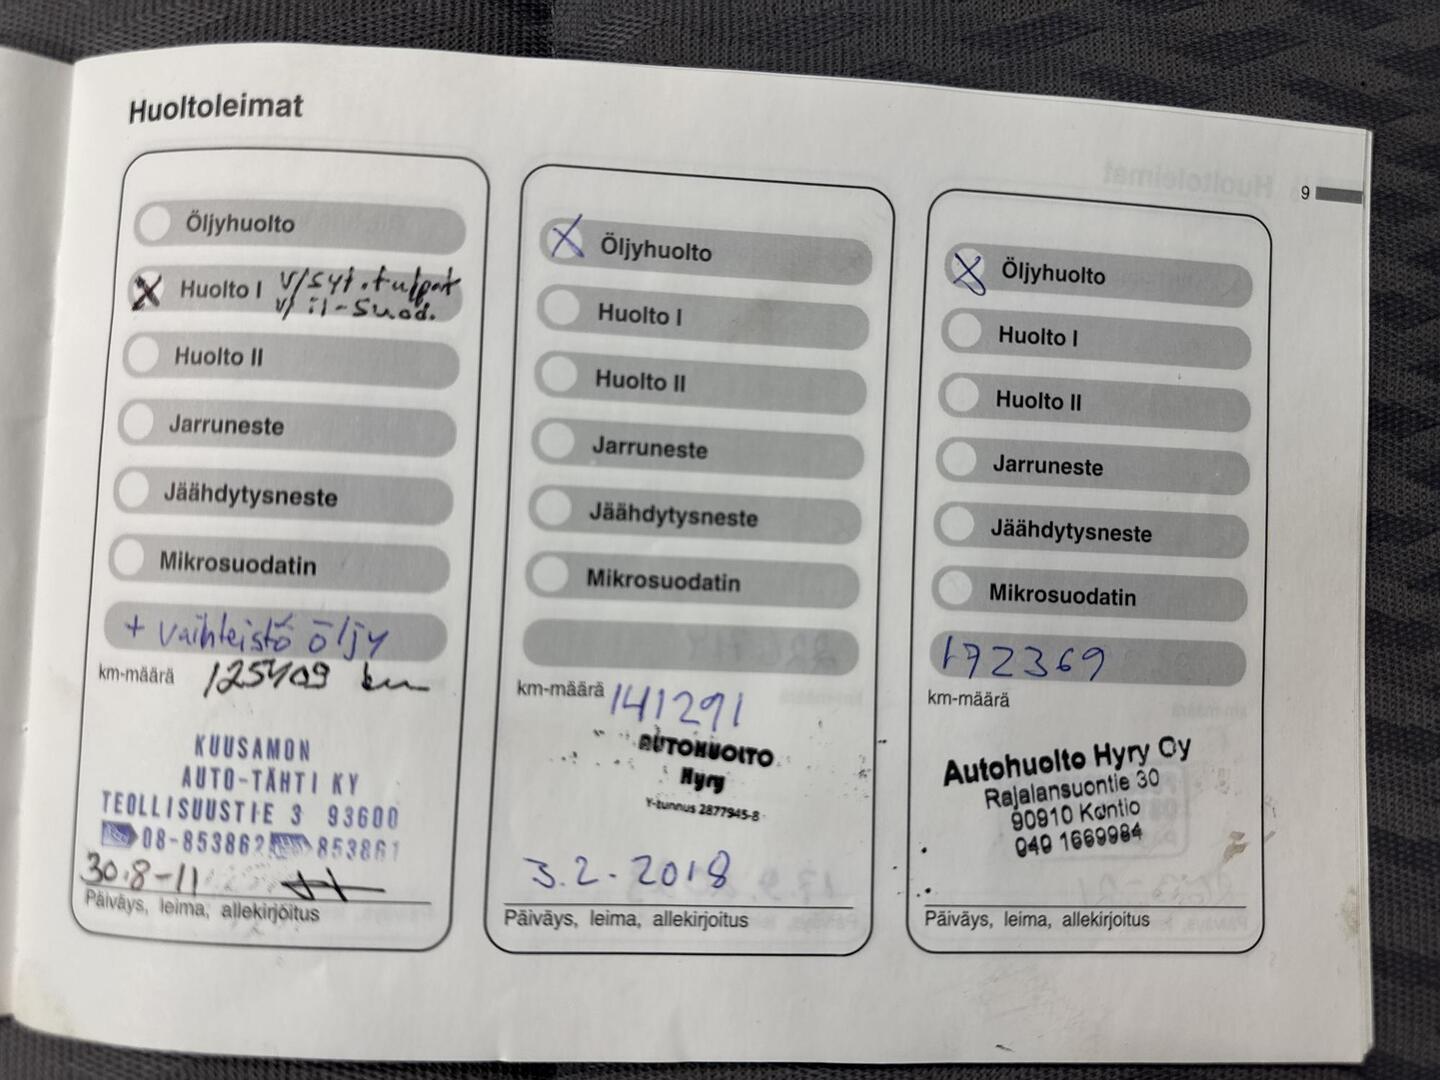 Huoltoleimat
9
Öljyhuolto
X Huolto I v/syt.tulpat
v/ il-suod.
Huolto II
Jarruneste
Jäähdytysneste
Mikrosuodatin
+ vaihteistö öljy
km-määrä 125409 km
KUUSAMON
AUTO-TÄHTI KY
TEOLLISUUSTIE 3 93600
08-853862 853861
30.8-11
Päiväys, leima, allekirjoitus
X Öljyhuolto
Huolto I
Huolto II
Jarruneste
Jäähdytysneste
Mikrosuodatin
km-määrä 141291
AUTOHUOLTO
Hyry
Y-tunnus 2877945-8
3.2.2018
Päiväys, leima, allekirjoitus
X Öljyhuolto
Huolto I
Huolto II
Jarruneste
Jäähdytysneste
Mikrosuodatin
172369
km-määrä
Autohuolto Hyry Oy
Rajalansuontie 30
90910 Kontio
040 1669984
Päiväys, leima, allekirjoitus